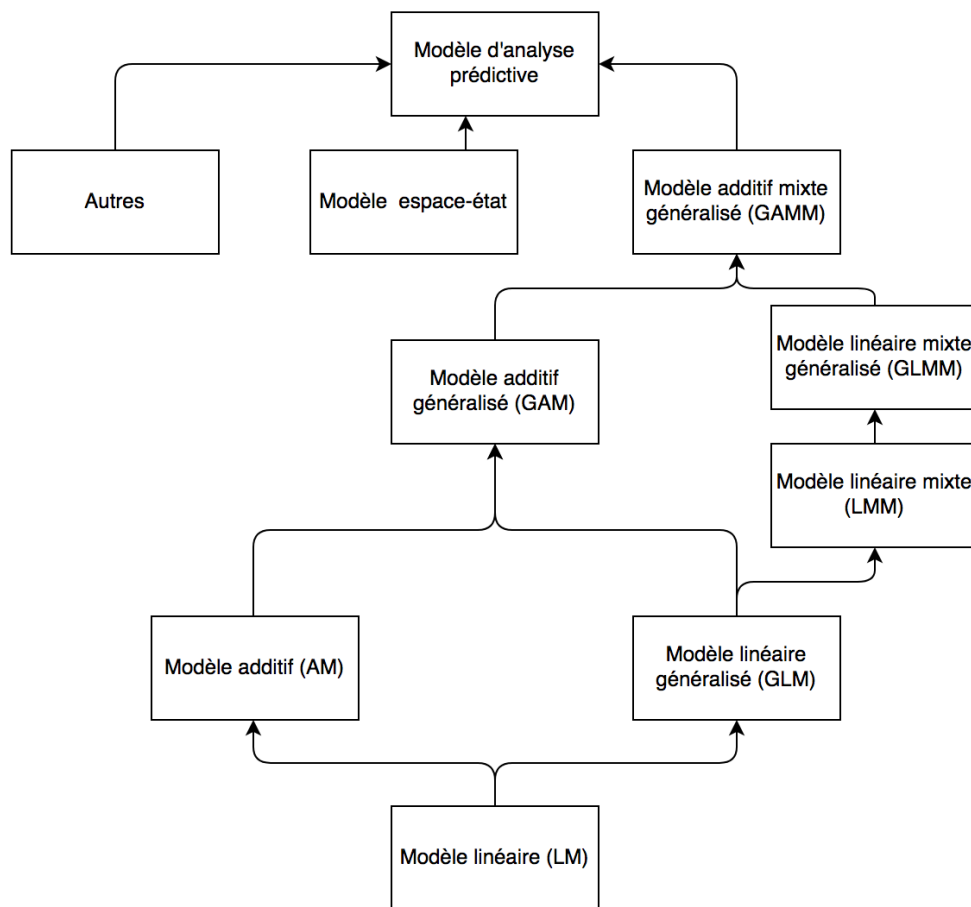 Modèle d'analyse
prédictive
Autres
Modèle espace-état
Modèle additif mixte
généralisé (GAMM)
Modèle linéaire mixte
généralisé (GLMM)
Modèle additif
généralisé (GAM)
Modèle linéaire mixte
(LMM)
Modèle additif (AM)
Modèle linéaire
généralisé (GLM)
Modèle linéaire (LM)